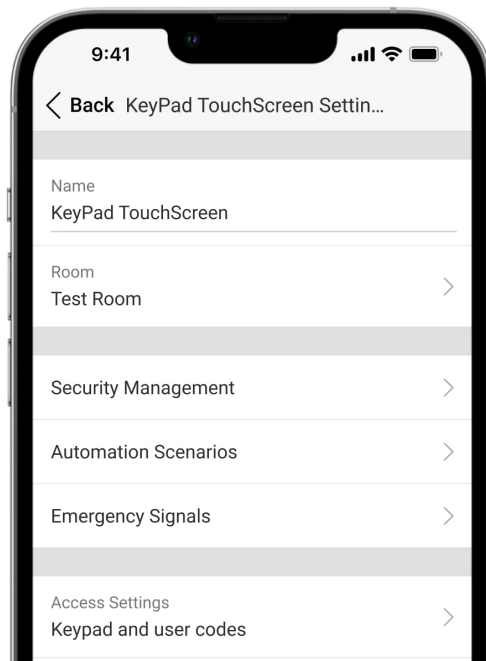 9:41
Back KeyPad TouchScreen Settin...
Name
KeyPad TouchScreen
Room
Test Room
Security Management
Automation Scenarios
Emergency Signals
Access Settings
Keypad and user codes